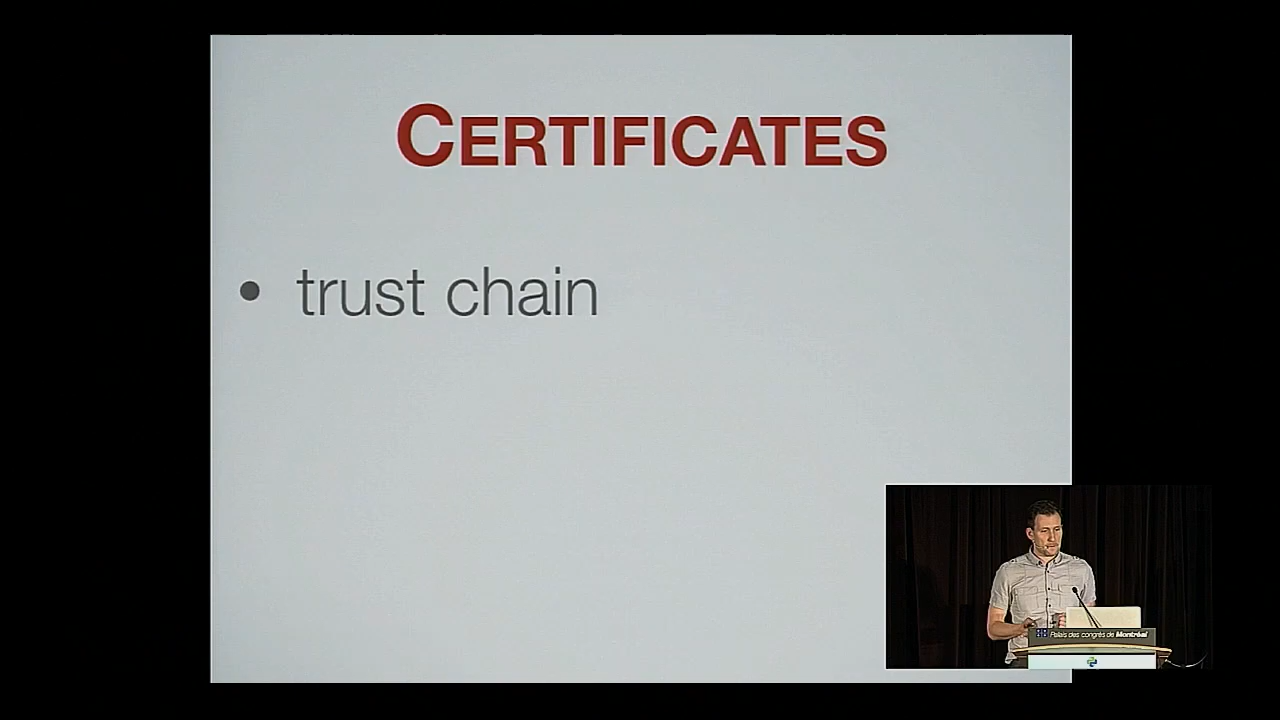 CERTIFICATES
• trust chain
Palais des congrès de Montréal